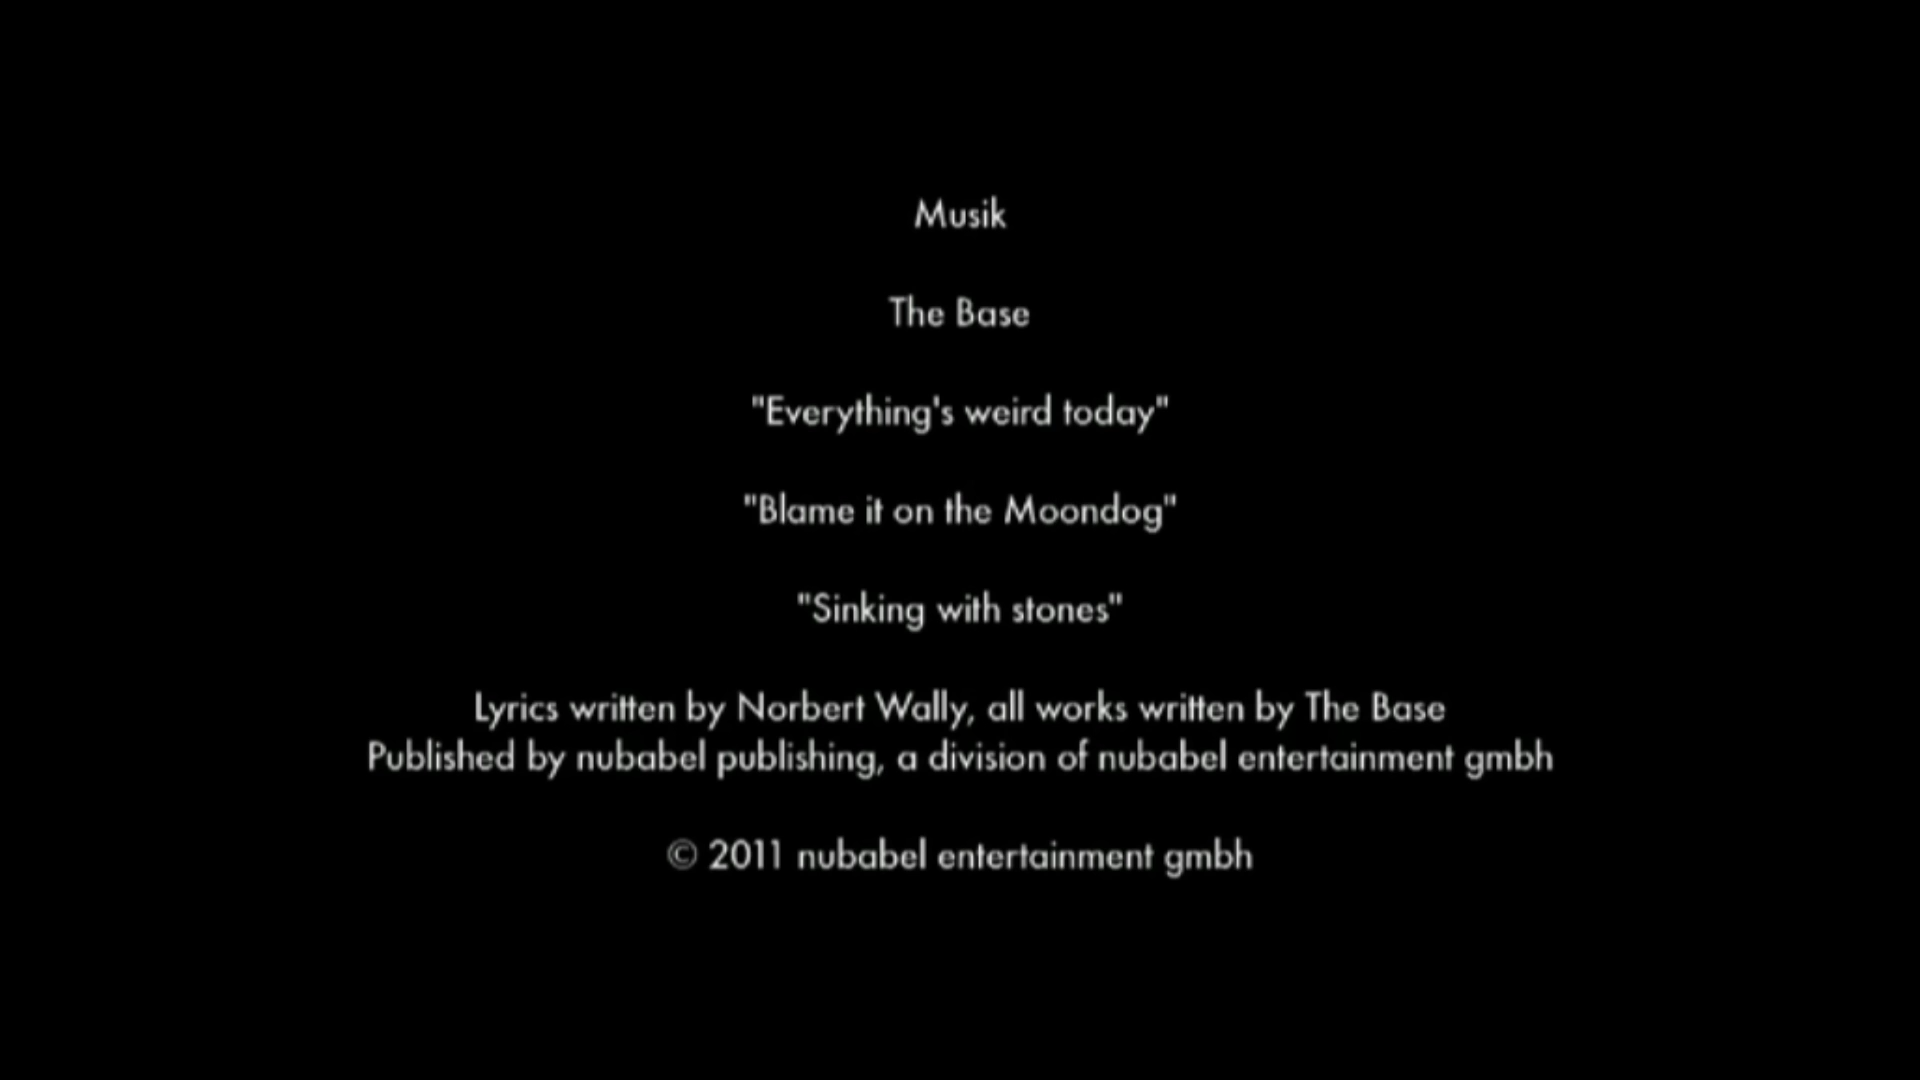 Musik
The Base
"Everything's weird today"
"Blame it on the Moondog"
"Sinking with stones"
Lyrics written by Norbert Wally, all works written by The Base
Published by nubabel publishing, a division of nubabel entertainment gmbh
© 2011 nubabel entertainment gmbh